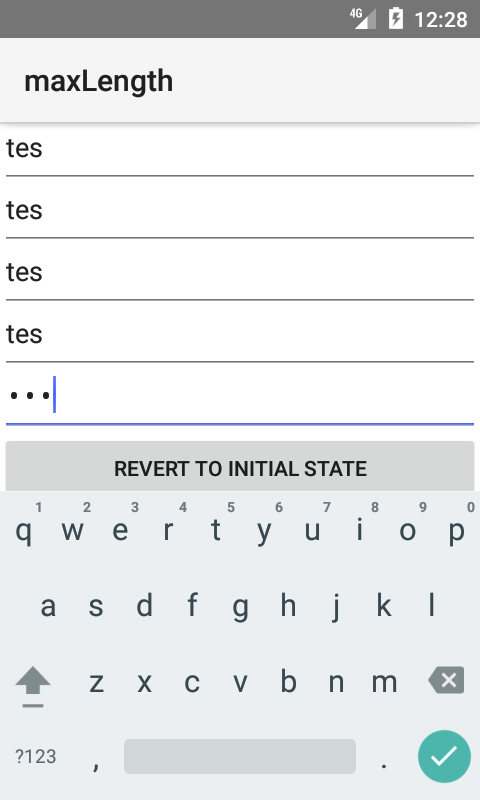 4G 12:28
maxLength
tes
tes
tes
tes
•••
REVERT TO INITIAL STATE
1 2 3 4 5 6 7 8 9 0
q w e r t y u i o p
a s d f g h j k l
z x c v b n m
?123 , .